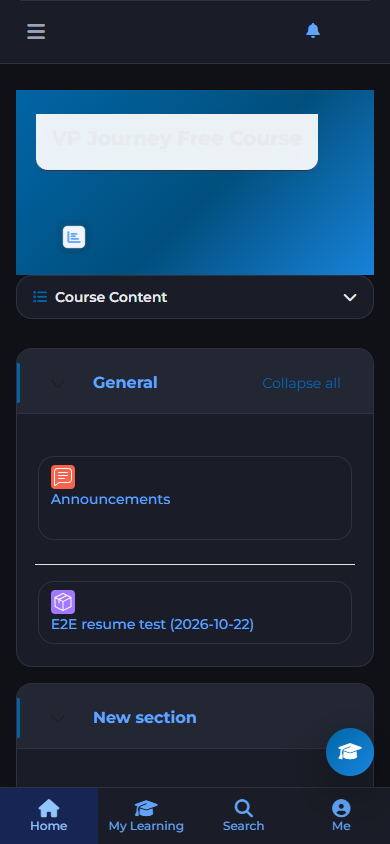 VP Journey Free Course
Course Content
General
Collapse all
Announcements
E2E resume test (2026-10-22)
New section
Home
My Learning
Search
Me